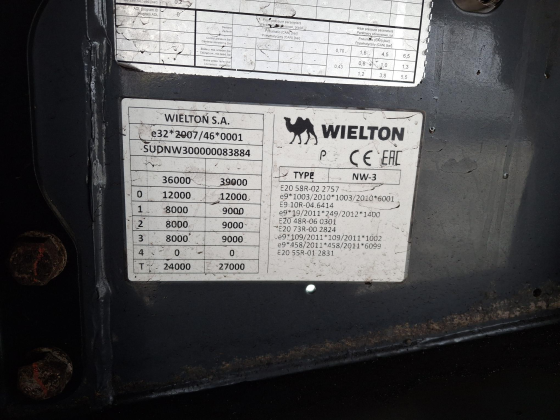 WIELTON S.A.
e32*2007/46*0001
SUDNW300000083884
36000 39000
0 12000 12000
1 8000 9000
2 8000 9000
3 8000 9000
4 0 0
T 24000 27000
WIELTON
P CE EAC
TYPE NW-3
E20 58R-02 2757
e9*1003/2010*1003/2010*6001
E9 10R-04.6414
e9*19/2011*249/2012*1400
E20 48R-06 0301
E20 73R-00 2824
e9*109/2011*109/2011*1002
e9*458/2011*458/2011*6099
E20 55R-01 2831